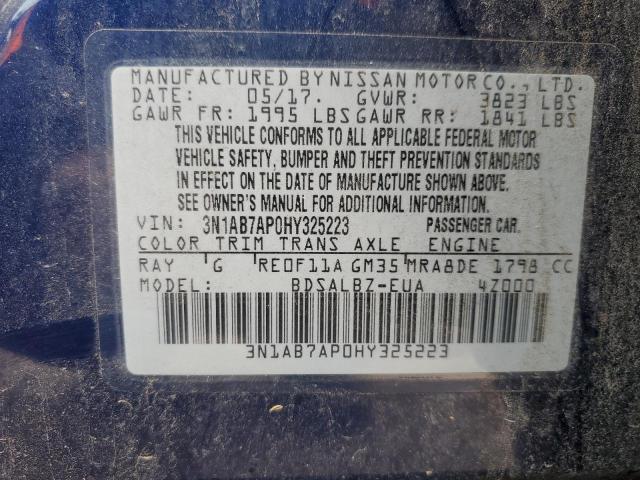 MANUFACTURED BY NISSAN MOTOR CO., LTD.
DATE: 05/17. GVWR: 3823 LBS
GAWR FR: 1995 LBS GAWR RR: 1841 LBS
THIS VEHICLE CONFORMS TO ALL APPLICABLE FEDERAL MOTOR
VEHICLE SAFETY, BUMPER AND THEFT PREVENTION STANDARDS
IN EFFECT ON THE DATE OF MANUFACTURE SHOWN ABOVE.
SEE OWNER'S MANUAL FOR ADDITIONAL INFORMATION.
VIN: 3N1AB7AP0HY325223 PASSENGER CAR.
COLOR TRIM TRANS AXLE ENGINE
RAY G RE0F11A GM35 MRA8DE 1798 CC
MODEL: BDSALBZ-EUA 4Z000
3N1AB7AP0HY325223